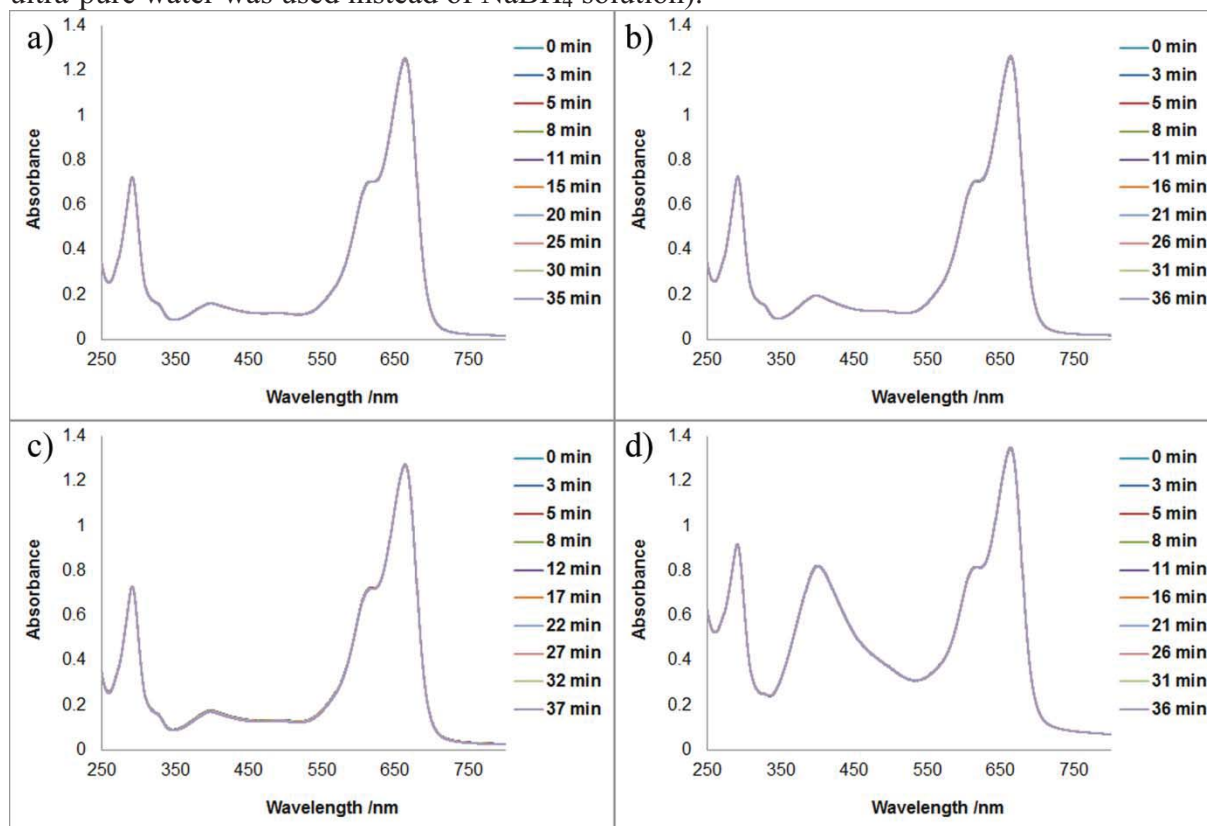 ultra-pure water was used instead of NaBH4 solution).
a)
1.4
1.2
1
0.8
0.6
0.4
0.2
0
Absorbance
250 350 450 550 650 750
Wavelength /nm
0 min
3 min
5 min
8 min
11 min
15 min
20 min
25 min
30 min
35 min
b)
1.4
1.2
1
0.8
0.6
0.4
0.2
0
Absorbance
250 350 450 550 650 750
Wavelength /nm
0 min
3 min
5 min
8 min
11 min
16 min
21 min
26 min
31 min
36 min
c)
1.4
1.2
1
0.8
0.6
0.4
0.2
0
Absorbance
250 350 450 550 650 750
Wavelength /nm
0 min
3 min
5 min
8 min
12 min
17 min
22 min
27 min
32 min
37 min
d)
1.4
1.2
1
0.8
0.6
0.4
0.2
0
Absorbance
250 350 450 550 650 750
Wavelength /nm
0 min
3 min
5 min
8 min
11 min
16 min
21 min
26 min
31 min
36 min